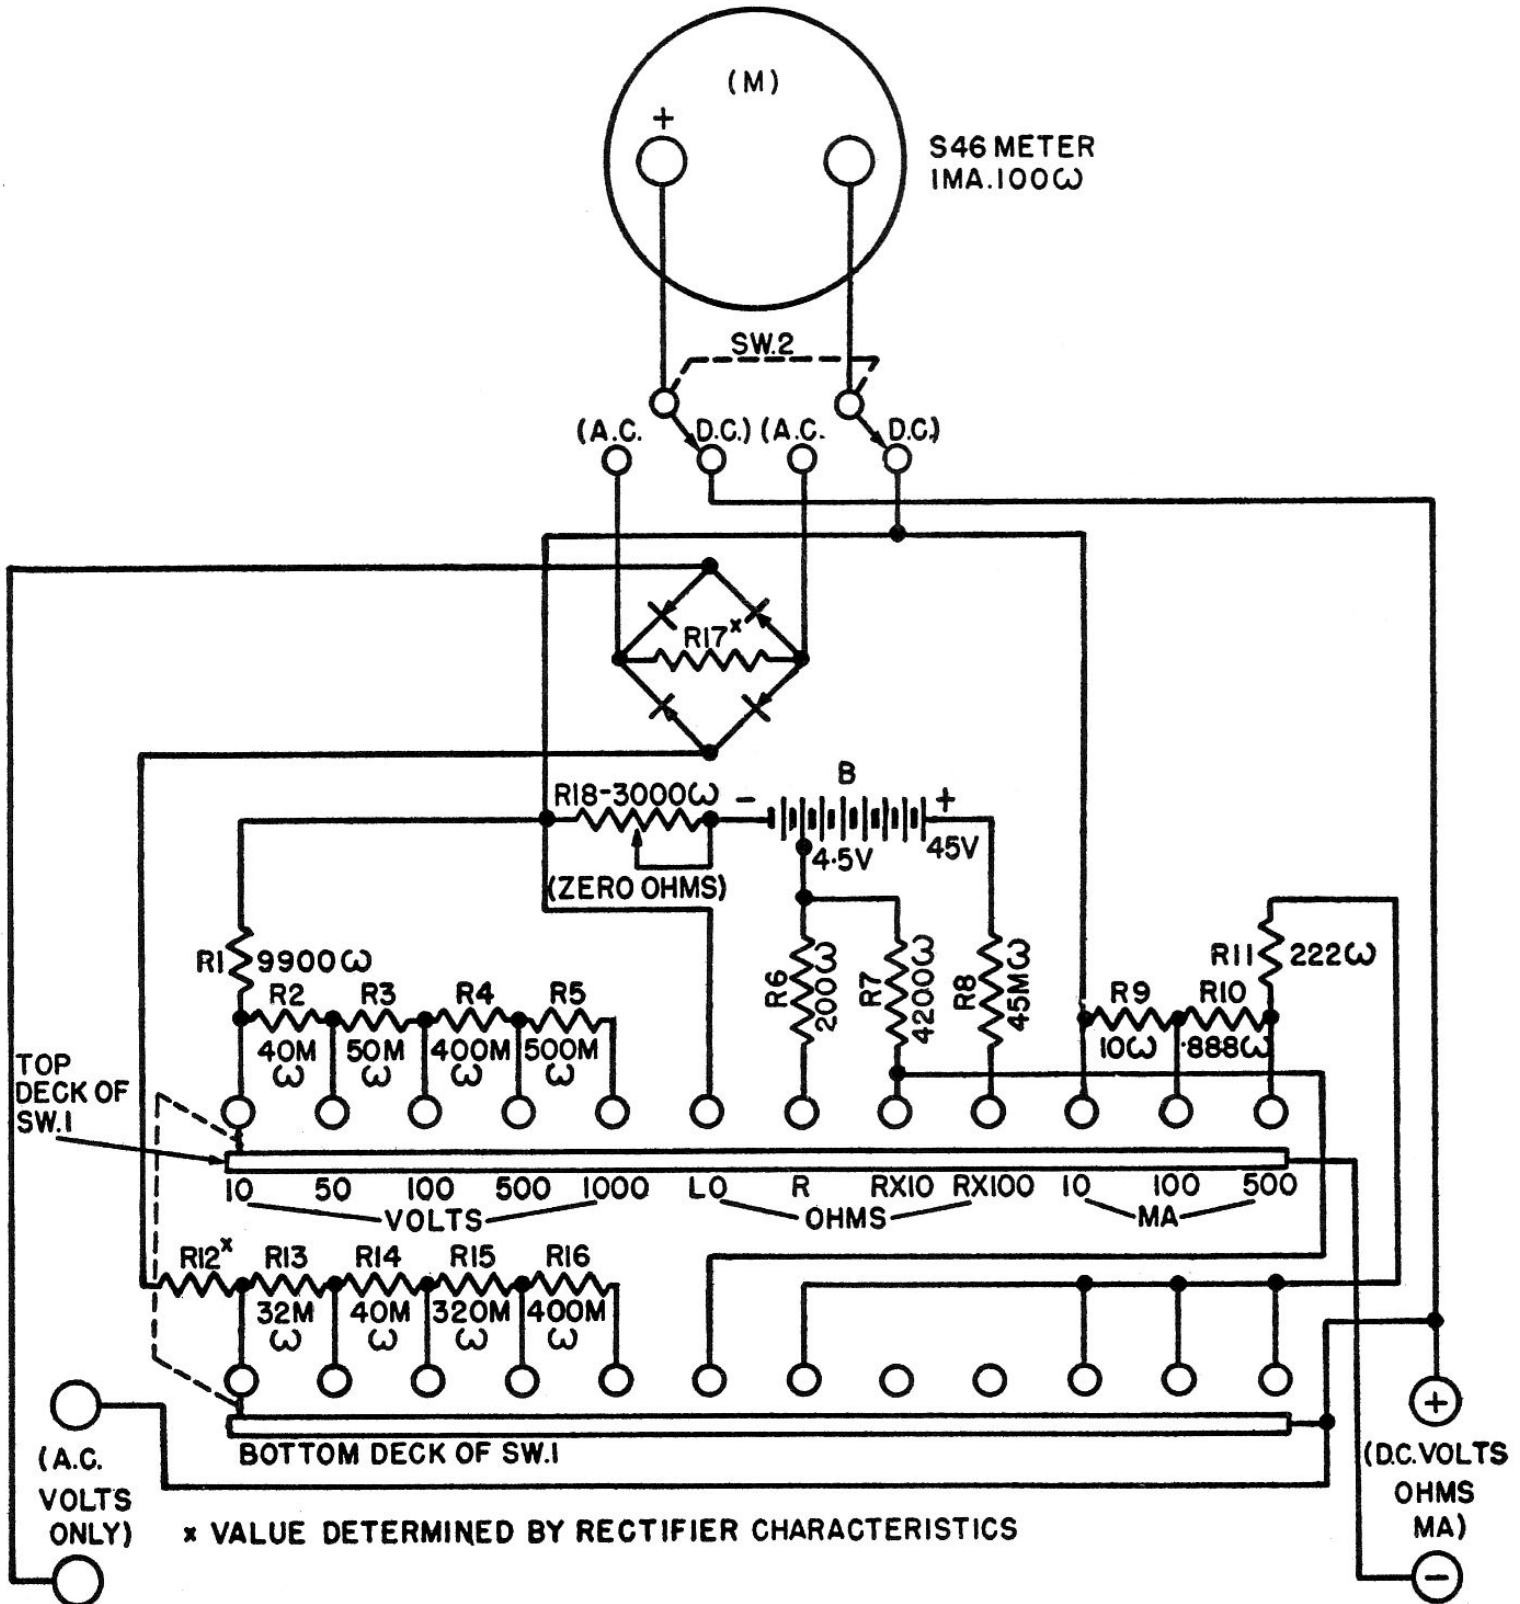 (M)
+
S46 METER
1MA.100ω
SW.2
(A.C. D.C.) (A.C. D.C.)
R17x
B
R18-3000ω - +
4.5V 45V
(ZERO OHMS)
R1 9900ω
R6 200ω
R7 4200ω
R8 45Mω
R11 222ω
R2 R3 R4 R5
40M ω 50M ω 400M ω 500M ω
R9 R10
10ω .888ω
TOP
DECK OF
SW.1
10 50 100 500 1000 LO R RX10 RX100 10 100 500
VOLTS OHMS MA
R12x R13 R14 R15 R16
32M ω 40M ω 320M ω 400M ω
BOTTOM DECK OF SW.1
+
(A.C.
VOLTS
ONLY)
(D.C. VOLTS
OHMS
MA)
-
x VALUE DETERMINED BY RECTIFIER CHARACTERISTICS